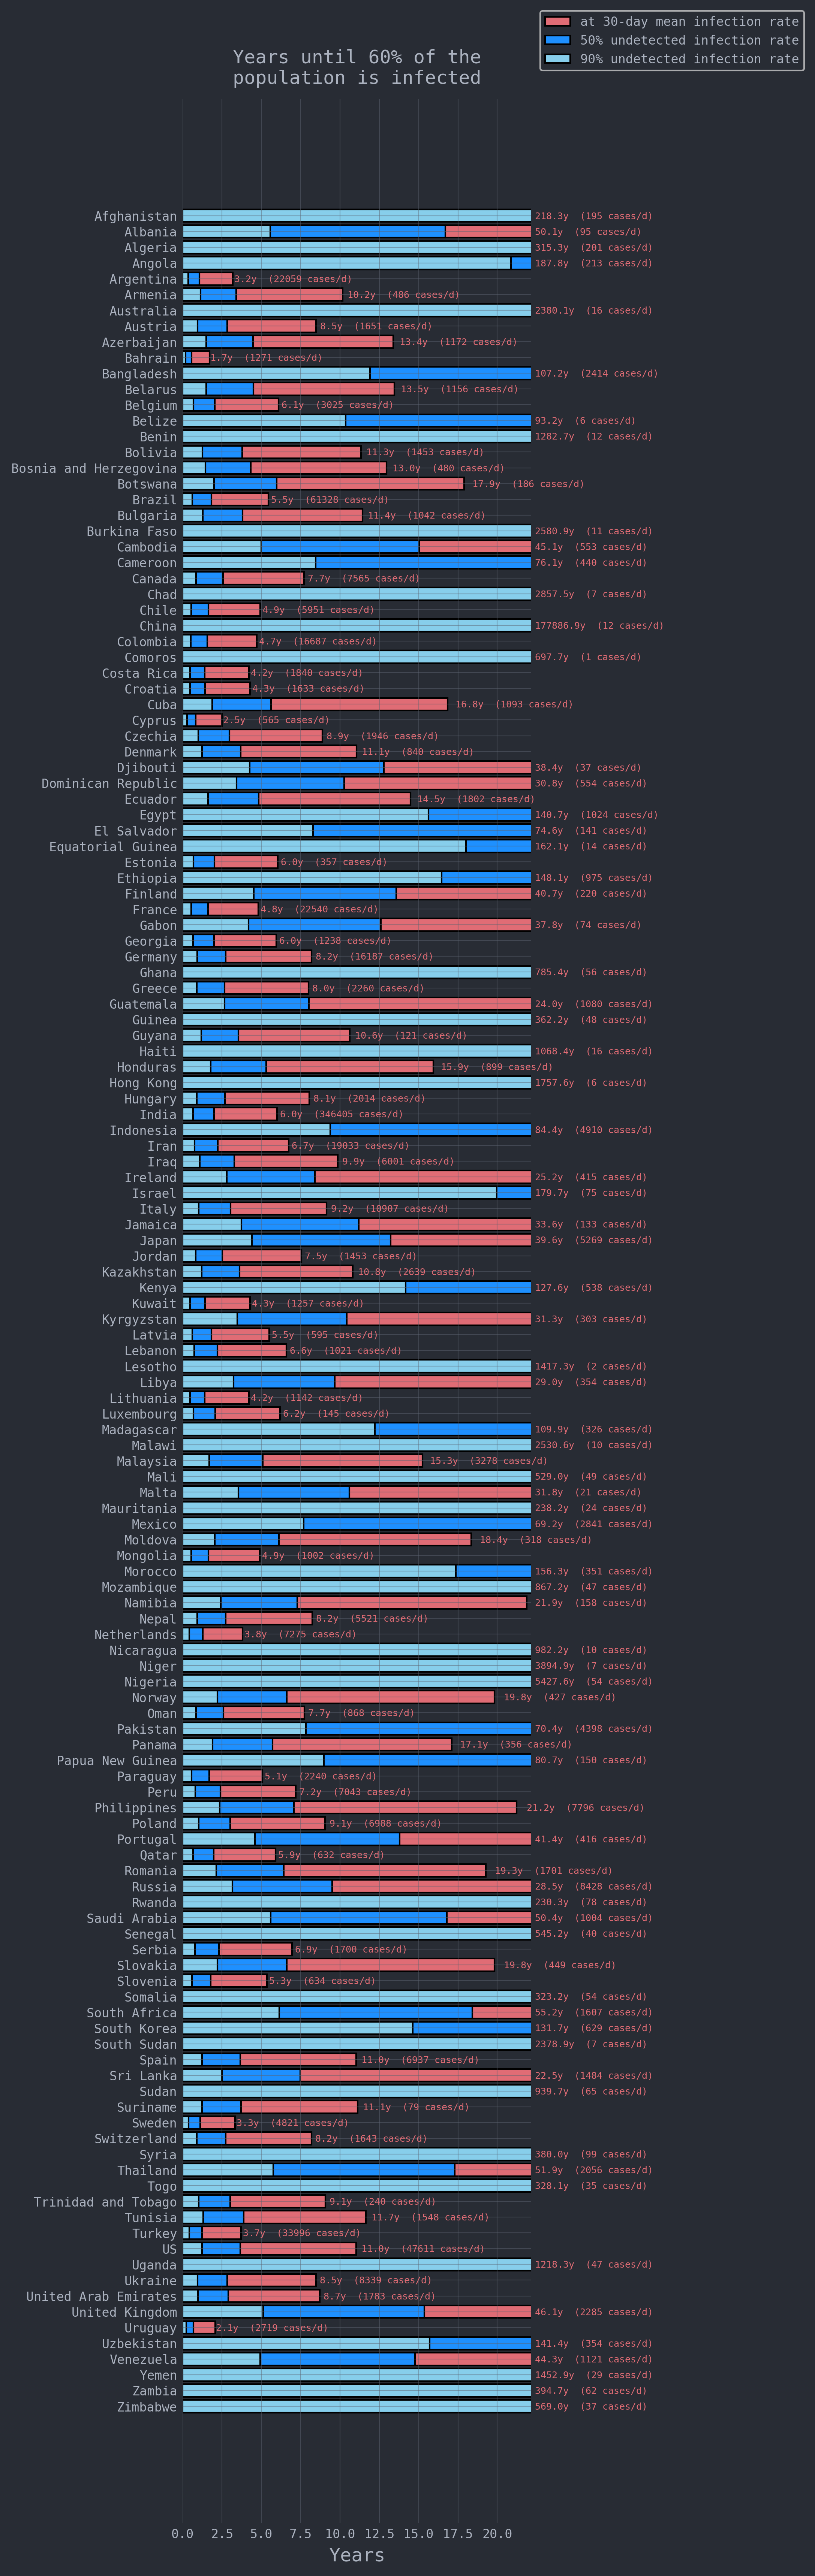 at 30-day mean infection rate
50% undetected infection rate
90% undetected infection rate
Years until 60% of the
population is infected
Afghanistan 218.3y (195 cases/d)
Albania 50.1y (95 cases/d)
Algeria 315.3y (201 cases/d)
Angola 187.8y (213 cases/d)
Argentina 3.2y (22059 cases/d)
Armenia 10.2y (486 cases/d)
Australia 2380.1y (16 cases/d)
Austria 8.5y (1651 cases/d)
Azerbaijan 13.4y (1172 cases/d)
Bahrain 1.7y (1271 cases/d)
Bangladesh 107.2y (2414 cases/d)
Belarus 13.5y (1156 cases/d)
Belgium 6.1y (3025 cases/d)
Belize 93.2y (6 cases/d)
Benin 1282.7y (12 cases/d)
Bolivia 11.3y (1453 cases/d)
Bosnia and Herzegovina 13.0y (480 cases/d)
Botswana 17.9y (186 cases/d)
Brazil 5.5y (61328 cases/d)
Bulgaria 11.4y (1042 cases/d)
Burkina Faso 2580.9y (11 cases/d)
Cambodia 45.1y (553 cases/d)
Cameroon 76.1y (440 cases/d)
Canada 7.7y (7565 cases/d)
Chad 2857.5y (7 cases/d)
Chile 4.9y (5951 cases/d)
China 177886.9y (12 cases/d)
Colombia 4.7y (16687 cases/d)
Comoros 697.7y (1 cases/d)
Costa Rica 4.2y (1840 cases/d)
Croatia 4.3y (1633 cases/d)
Cuba 16.8y (1093 cases/d)
Cyprus 2.5y (565 cases/d)
Czechia 8.9y (1946 cases/d)
Denmark 11.1y (840 cases/d)
Djibouti 38.4y (37 cases/d)
Dominican Republic 30.8y (554 cases/d)
Ecuador 14.5y (1802 cases/d)
Egypt 140.7y (1024 cases/d)
El Salvador 74.6y (141 cases/d)
Equatorial Guinea 162.1y (14 cases/d)
Estonia 6.0y (357 cases/d)
Ethiopia 148.1y (975 cases/d)
Finland 40.7y (220 cases/d)
France 4.8y (22540 cases/d)
Gabon 37.8y (74 cases/d)
Georgia 6.0y (1238 cases/d)
Germany 8.2y (16187 cases/d)
Ghana 785.4y (56 cases/d)
Greece 8.0y (2260 cases/d)
Guatemala 24.0y (1080 cases/d)
Guinea 362.2y (48 cases/d)
Guyana 10.6y (121 cases/d)
Haiti 1068.4y (16 cases/d)
Honduras 15.9y (899 cases/d)
Hong Kong 1757.6y (6 cases/d)
Hungary 8.1y (2014 cases/d)
India 6.0y (346405 cases/d)
Indonesia 84.4y (4910 cases/d)
Iran 6.7y (19033 cases/d)
Iraq 9.9y (6001 cases/d)
Ireland 25.2y (415 cases/d)
Israel 179.7y (75 cases/d)
Italy 9.2y (10907 cases/d)
Jamaica 33.6y (133 cases/d)
Japan 39.6y (5269 cases/d)
Jordan 7.5y (1453 cases/d)
Kazakhstan 10.8y (2639 cases/d)
Kenya 127.6y (538 cases/d)
Kuwait 4.3y (1257 cases/d)
Kyrgyzstan 31.3y (303 cases/d)
Latvia 5.5y (595 cases/d)
Lebanon 6.6y (1021 cases/d)
Lesotho 1417.3y (2 cases/d)
Libya 29.0y (354 cases/d)
Lithuania 4.2y (1142 cases/d)
Luxembourg 6.2y (145 cases/d)
Madagascar 109.9y (326 cases/d)
Malawi 2530.6y (10 cases/d)
Malaysia 15.3y (3278 cases/d)
Mali 529.0y (49 cases/d)
Malta 31.8y (21 cases/d)
Mauritania 238.2y (24 cases/d)
Mexico 69.2y (2841 cases/d)
Moldova 18.4y (318 cases/d)
Mongolia 4.9y (1002 cases/d)
Morocco 156.3y (351 cases/d)
Mozambique 867.2y (47 cases/d)
Namibia 21.9y (158 cases/d)
Nepal 8.2y (5521 cases/d)
Netherlands 3.8y (7275 cases/d)
Nicaragua 982.2y (10 cases/d)
Niger 3894.9y (7 cases/d)
Nigeria 5427.6y (54 cases/d)
Norway 19.8y (427 cases/d)
Oman 7.7y (868 cases/d)
Pakistan 70.4y (4398 cases/d)
Panama 17.1y (356 cases/d)
Papua New Guinea 80.7y (150 cases/d)
Paraguay 5.1y (2240 cases/d)
Peru 7.2y (7043 cases/d)
Philippines 21.2y (7796 cases/d)
Poland 9.1y (6988 cases/d)
Portugal 41.4y (416 cases/d)
Qatar 5.9y (632 cases/d)
Romania 19.3y (1701 cases/d)
Russia 28.5y (8428 cases/d)
Rwanda 230.3y (78 cases/d)
Saudi Arabia 50.4y (1004 cases/d)
Senegal 545.2y (40 cases/d)
Serbia 6.9y (1700 cases/d)
Slovakia 19.8y (449 cases/d)
Slovenia 5.3y (634 cases/d)
Somalia 323.2y (54 cases/d)
South Africa 55.2y (1607 cases/d)
South Korea 131.7y (629 cases/d)
South Sudan 2378.9y (7 cases/d)
Spain 11.0y (6937 cases/d)
Sri Lanka 22.5y (1484 cases/d)
Sudan 939.7y (65 cases/d)
Suriname 11.1y (79 cases/d)
Sweden 3.3y (4821 cases/d)
Switzerland 8.2y (1643 cases/d)
Syria 380.0y (99 cases/d)
Thailand 51.9y (2056 cases/d)
Togo 328.1y (35 cases/d)
Trinidad and Tobago 9.1y (240 cases/d)
Tunisia 11.7y (1548 cases/d)
Turkey 3.7y (33996 cases/d)
US 11.0y (47611 cases/d)
Uganda 1218.3y (47 cases/d)
Ukraine 8.5y (8339 cases/d)
United Arab Emirates 8.7y (1783 cases/d)
United Kingdom 46.1y (2285 cases/d)
Uruguay 2.1y (2719 cases/d)
Uzbekistan 141.4y (354 cases/d)
Venezuela 44.3y (1121 cases/d)
Yemen 1452.9y (29 cases/d)
Zambia 394.7y (62 cases/d)
Zimbabwe 569.0y (37 cases/d)
0.0 2.5 5.0 7.5 10.0 12.5 15.0 17.5 20.0
Years